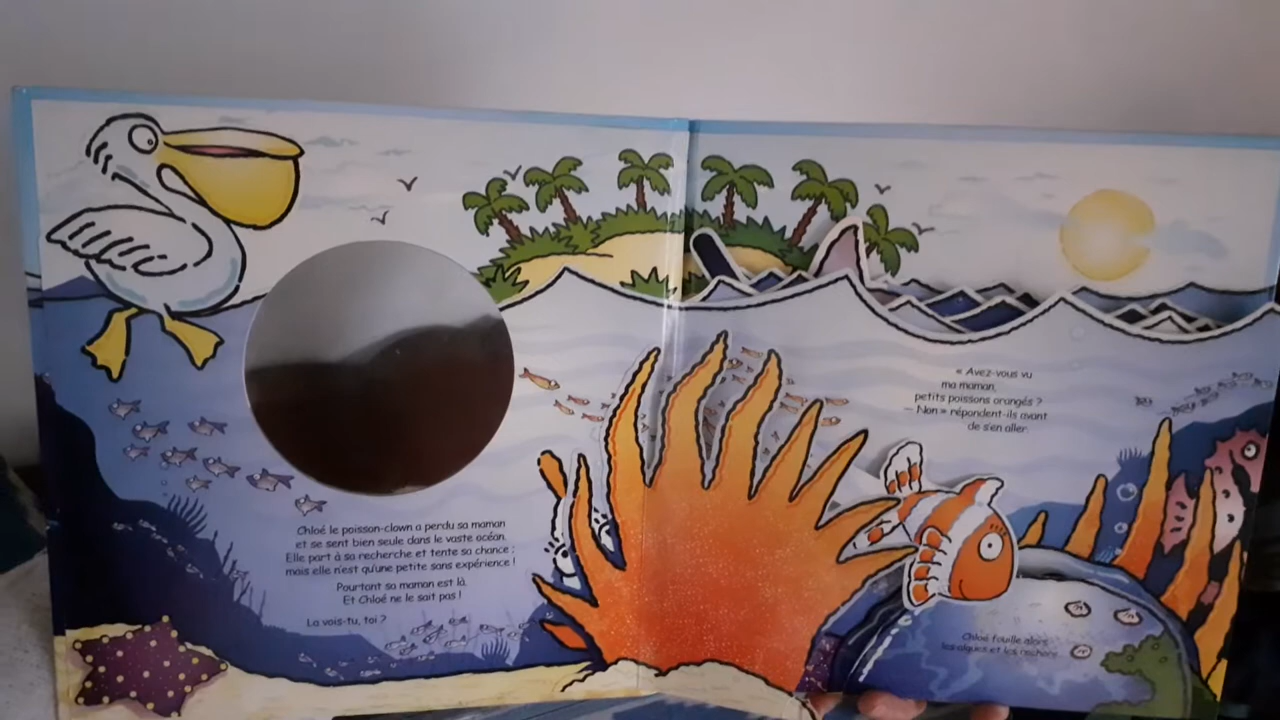 Chloé le poisson-clown a perdu sa maman
et se sent bien seule dans le vaste océan.
Elle part à sa recherche et tente sa chance ;
mais elle n'est qu'une petite sans expérience !
Pourtant sa maman est là.
Et Chloé ne le sait pas !
La vois-tu, toi ?
« Avez-vous vu
ma maman,
petits poissons orangés ?
– Non » répondent-ils avant
de s'en aller.
Chloé fouille alors
les algues et les rochers.